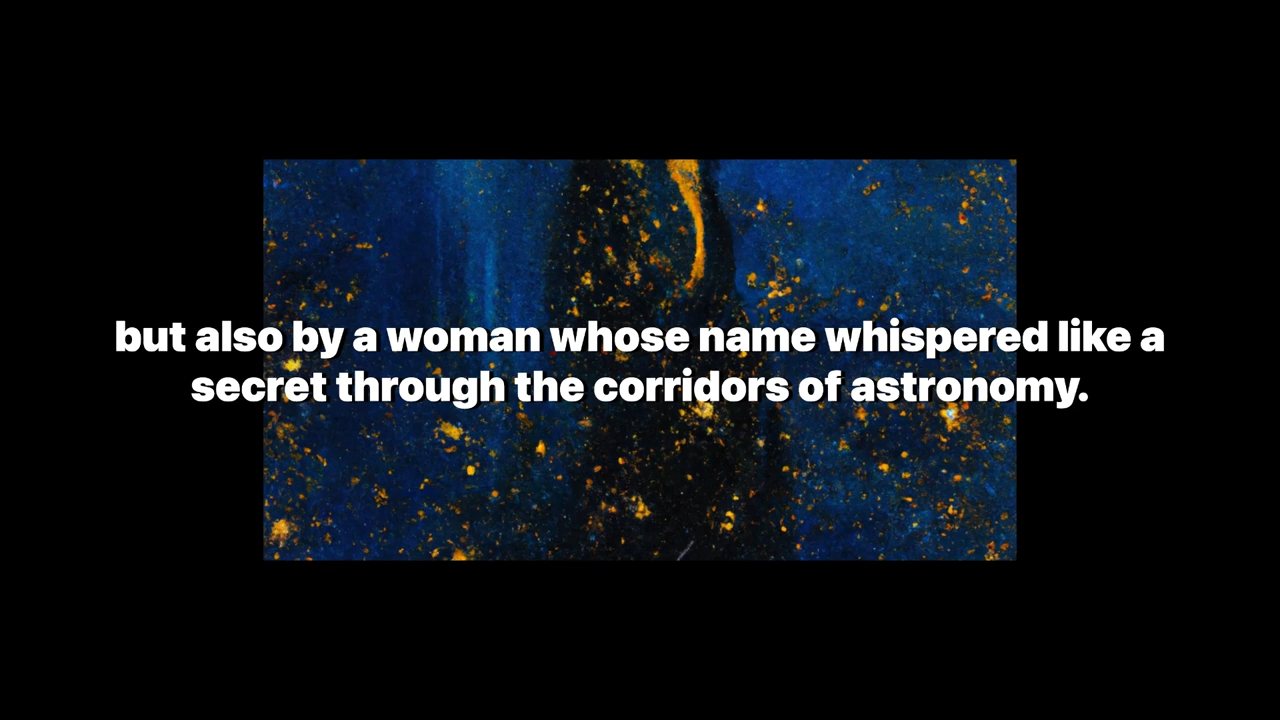 but also by a woman whose name whispered like a
secret through the corridors of astronomy.